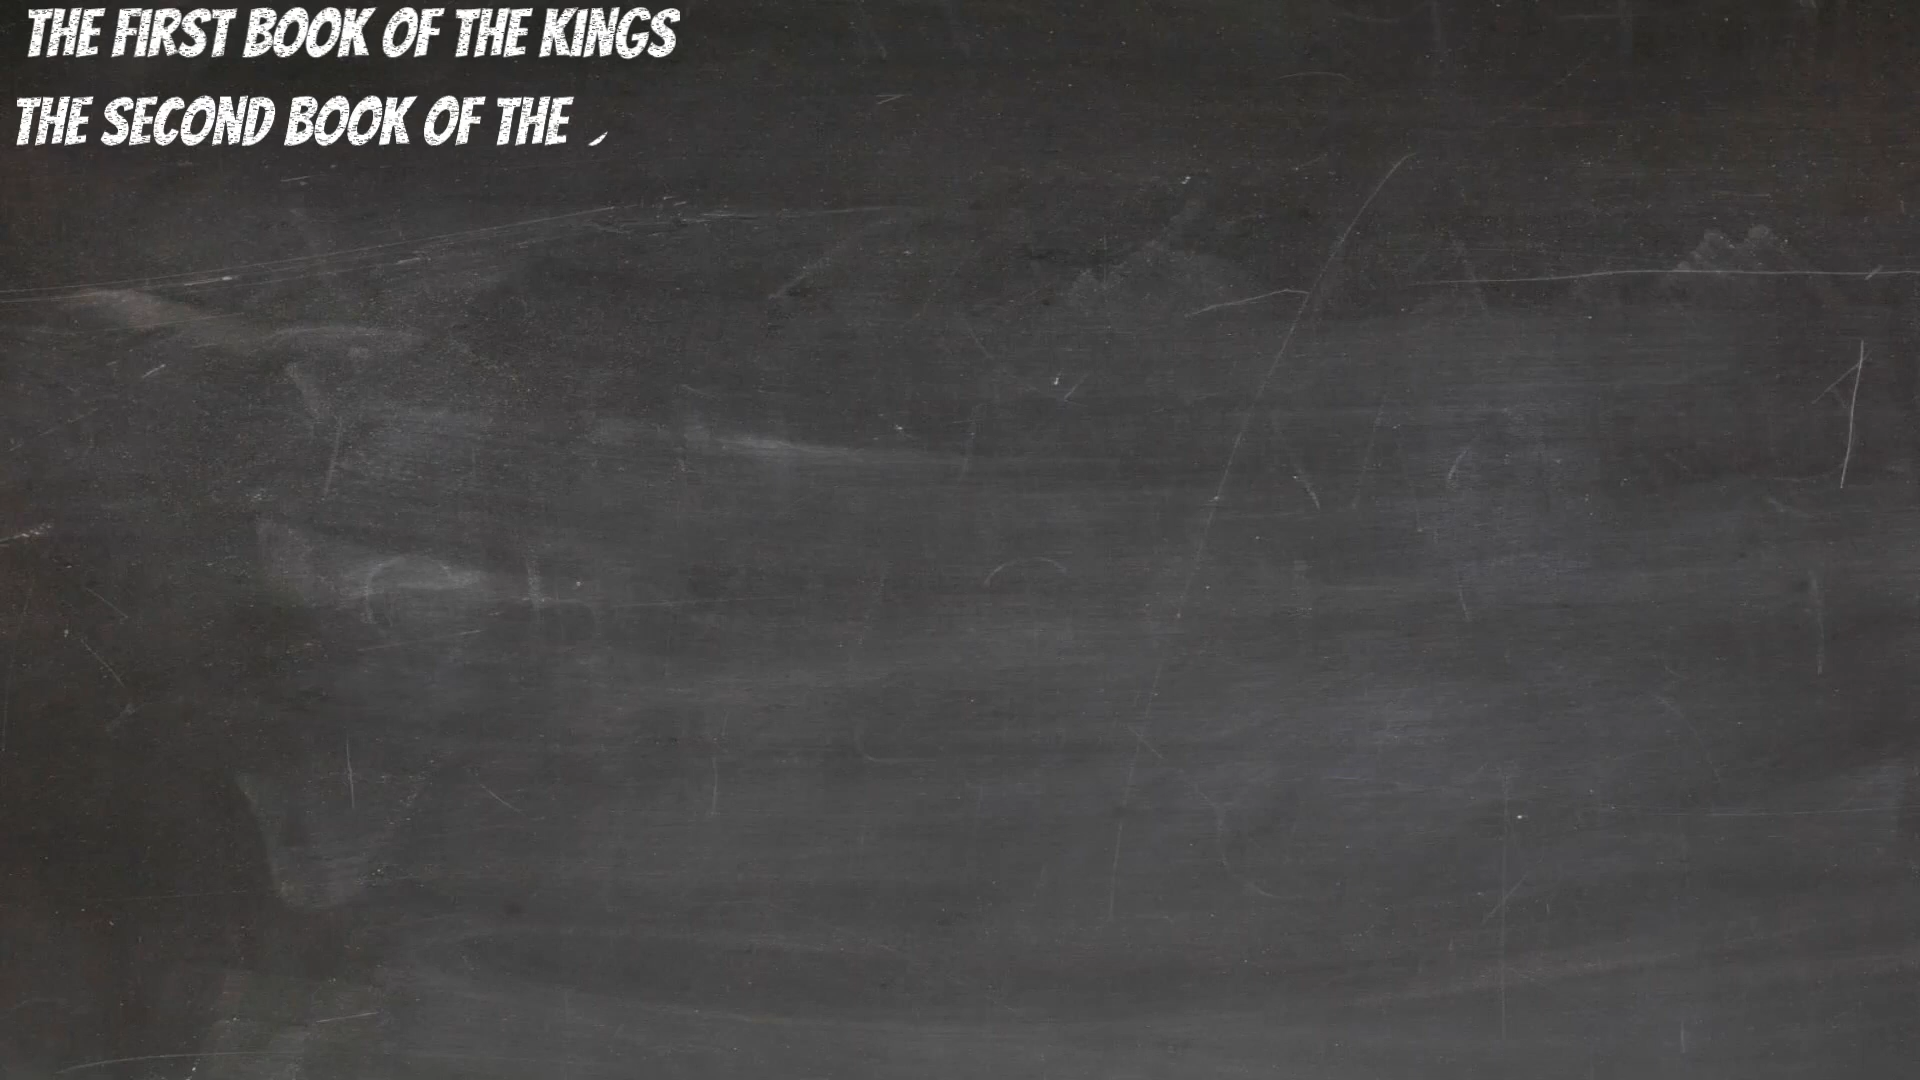 THE FIRST BOOK OF THE KINGS
THE SECOND BOOK OF THE